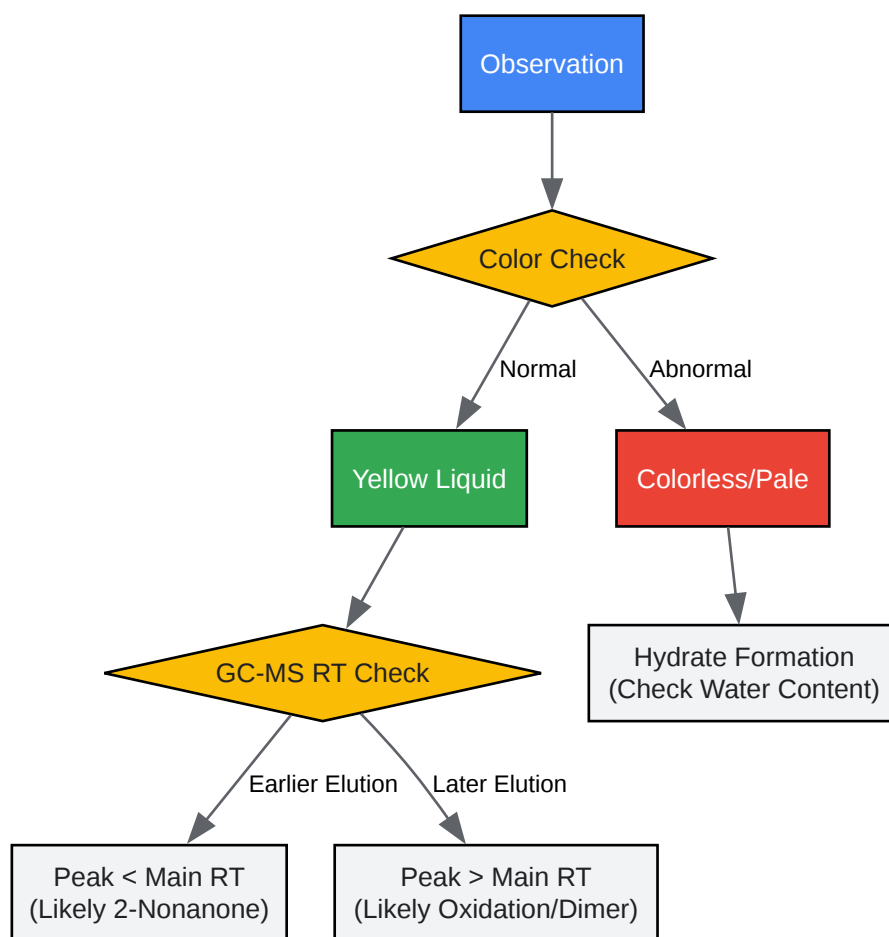 Observation
Color Check
Normal
Abnormal
Yellow Liquid
Colorless/Pale
GC-MS RT Check
Hydrate Formation
(Check Water Content)
Earlier Elution
Later Elution
Peak < Main RT
(Likely 2-Nonanone)
Peak > Main RT
(Likely Oxidation/Dimer)